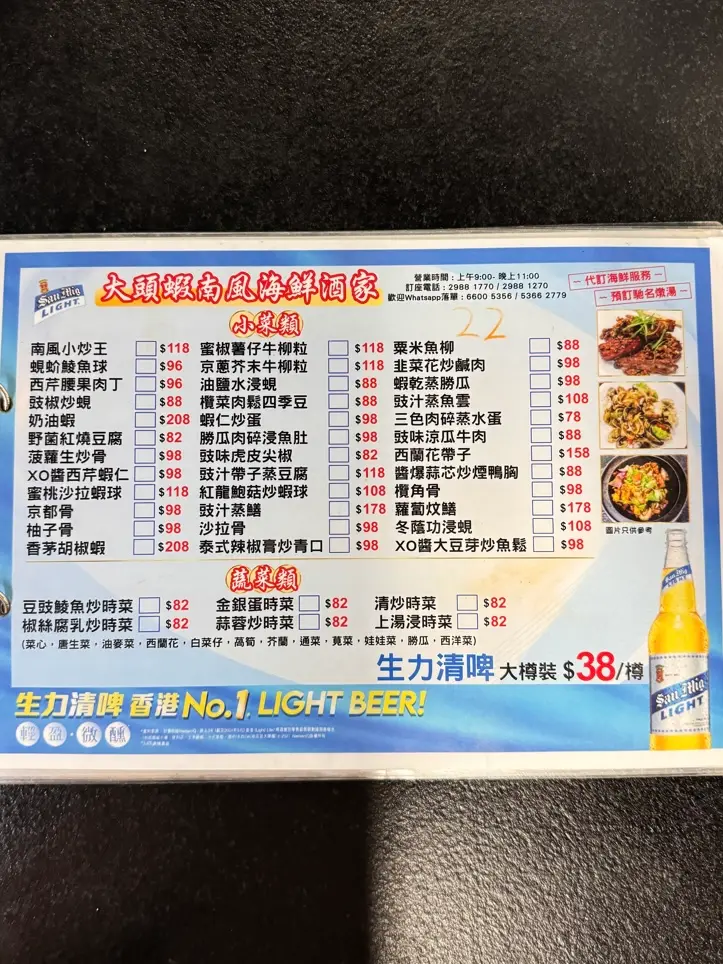 San Mig
LIGHT
大頭蝦南風海鮮酒家
營業時間：上午9:00- 晚上11:00
訂座電話：2988 1770 / 2988 1270
歡迎Whatsapp落單：6600 5356 / 5366 2779
~ 代訂海鮮服務 ~
~ 預訂馳名燉湯 ~
22
小菜類
南風小炒王 $118 蜜椒薯仔牛柳粒 $118 粟米魚柳 $88
蜆蚧鯪魚球 $96 京蔥芥末牛柳粒 $118 韭菜花炒鹹肉 $98
西芹腰果肉丁 $96 油鹽水浸蜆 $88 蝦乾蒸勝瓜 $98
豉椒炒蜆 $88 欖菜肉鬆四季豆 $88 豉汁蒸魚雲 $108
奶油蝦 $208 蝦仁炒蛋 $98 三色肉碎蒸水蛋 $78
野菌紅燒豆腐 $82 勝瓜肉碎浸魚肚 $98 豉味涼瓜牛肉 $88
菠蘿生炒骨 $98 豉味虎皮尖椒 $82 西蘭花帶子 $158
XO醬西芹蝦仁 $98 豉汁帶子蒸豆腐 $118 醬爆蒜芯炒煙鴨胸 $88
蜜桃沙拉蝦球 $118 紅龍鮑菇炒蝦球 $108 欖角骨 $98
京都骨 $98 豉汁蒸鱔 $178 蘿蔔炆鱔 $178
柚子骨 $98 沙拉骨 $98 冬蔭功浸蜆 $108
香茅胡椒蝦 $208 泰式辣椒膏炒青口 $98 XO醬大豆芽炒魚鬆 $98
圖片只供參考
蔬菜類
豆豉鯪魚炒時菜 $82 金銀蛋時菜 $82 清炒時菜 $82
椒絲腐乳炒時菜 $82 蒜蓉炒時菜 $82 上湯浸時菜 $82
(菜心，唐生菜，油麥菜，西蘭花，白菜仔，萵筍，芥蘭，通菜，莧菜，娃娃菜，勝瓜，西洋菜)
生力清啤 大樽裝 $38/樽
生力清啤 香港No.1 LIGHT BEER!
輕盈·微醺
San Mig
LIGHT